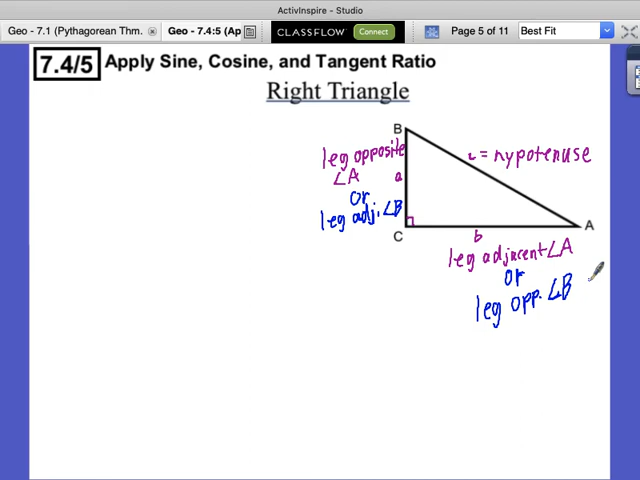 ActivInspire - Studio
Geo - 7.1 (Pythagorean Thm.
Geo - 7.4:5 (Ap
CLASSFLOW
Connect
Page 5 of 11
Best Fit
7.4/5 Apply Sine, Cosine, and Tangent Ratio
Right Triangle
B
leg opposite
∠A
a
or
leg adj. ∠B
C
c = hypotenuse
A
b
leg adjacent ∠A
or
leg opp. ∠B